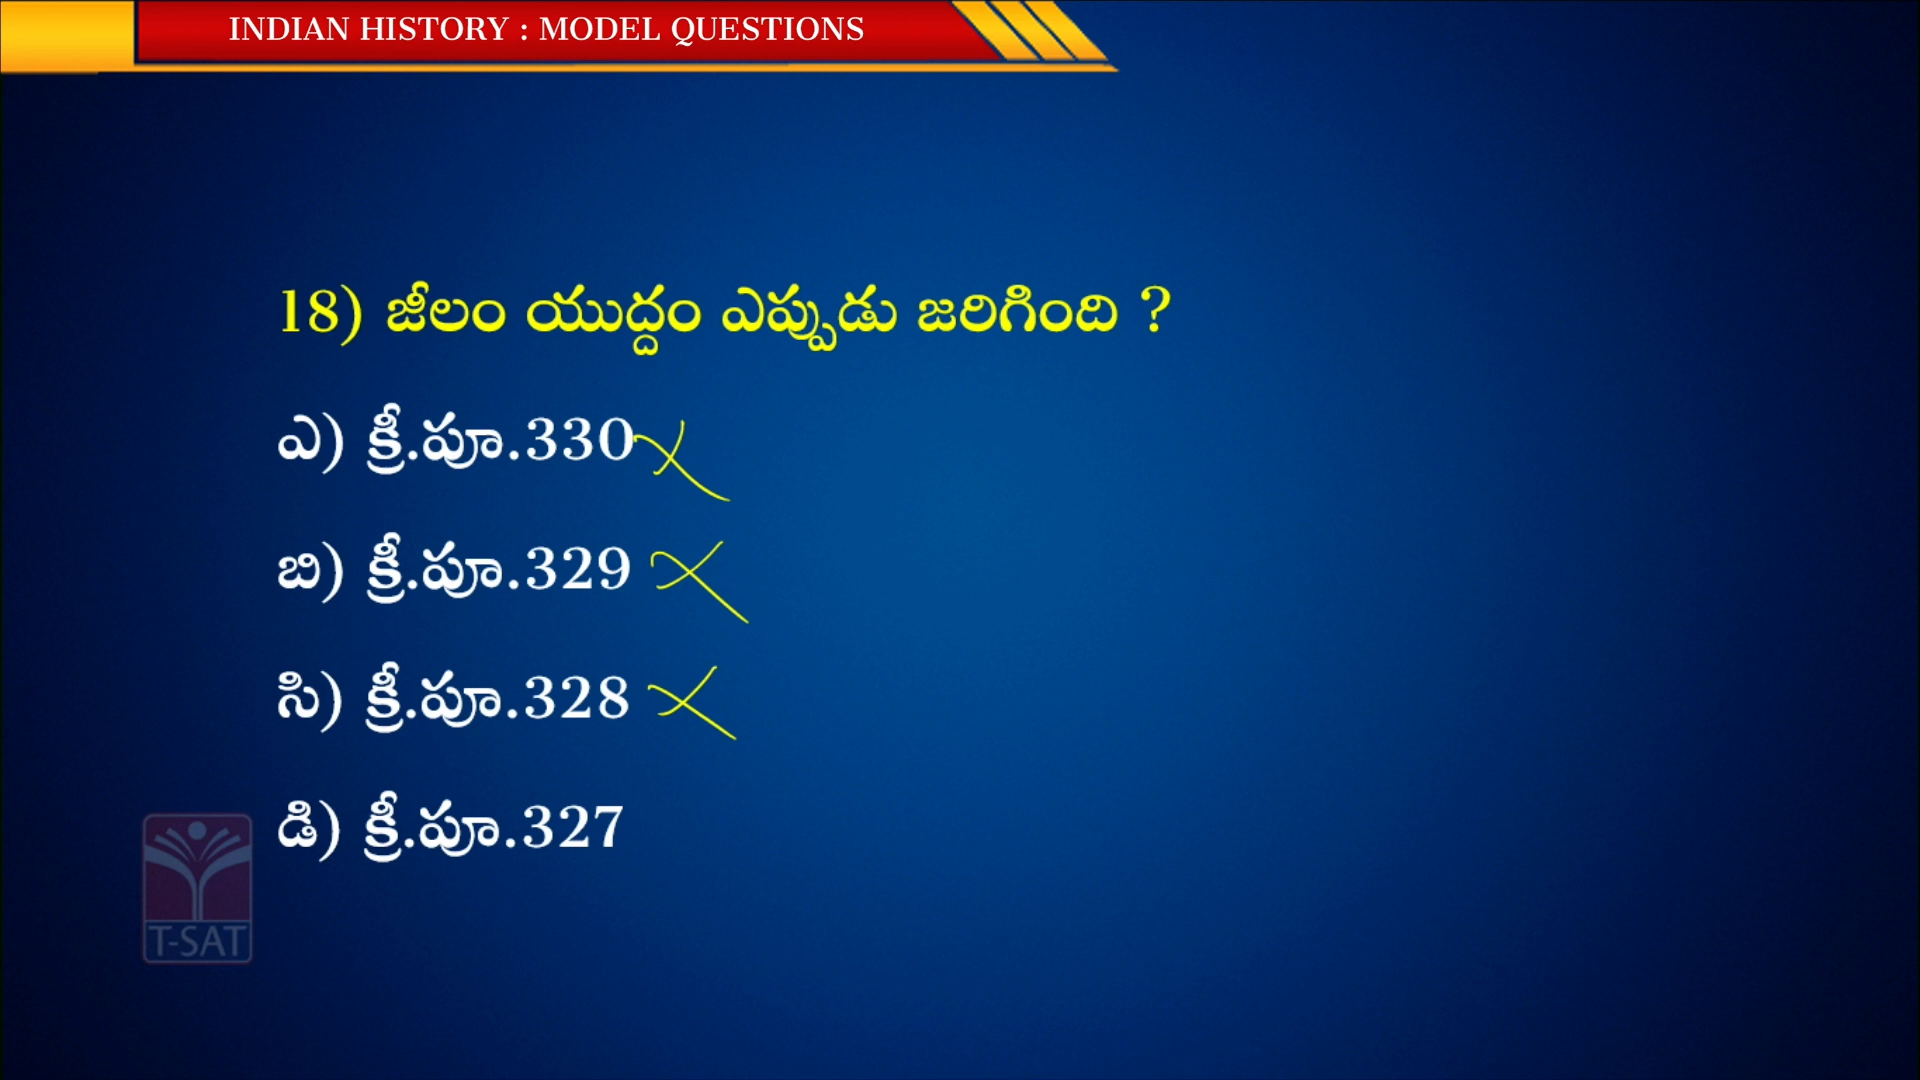 INDIAN HISTORY : MODEL QUESTIONS
18) జీలం యుద్దం ఎప్పుడు జరిగింది ?
ఎ) క్రీ.పూ.330
బి) క్రీ.పూ.329
సి) క్రీ.పూ.328
డి) క్రీ.పూ.327
T-SAT